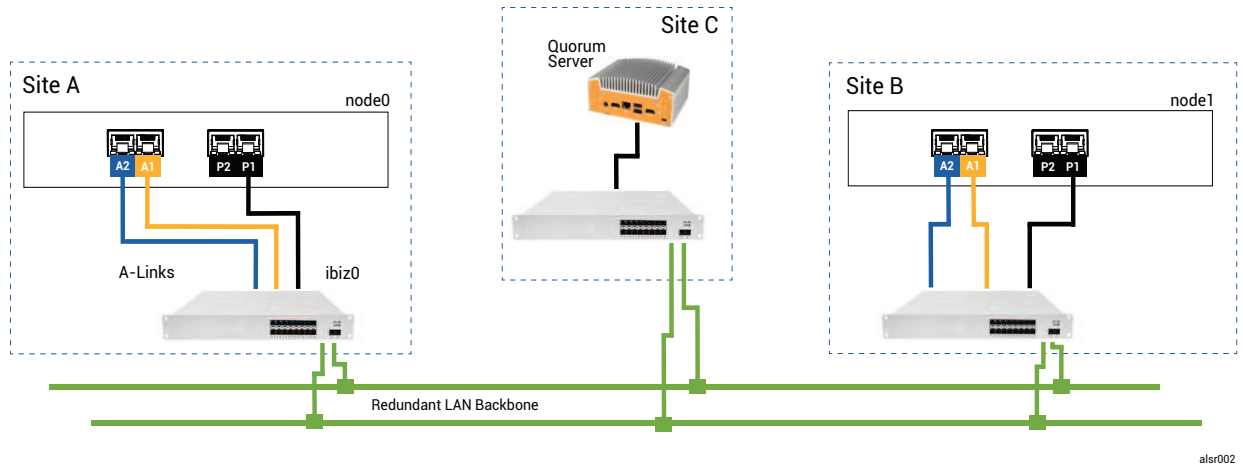 Site C
Quorum
Server
Site A
node0
A2 A1 P2 P1
A-Links
ibiz0
Site B
node1
A2 A1 P2 P1
Redundant LAN Backbone
alsr002